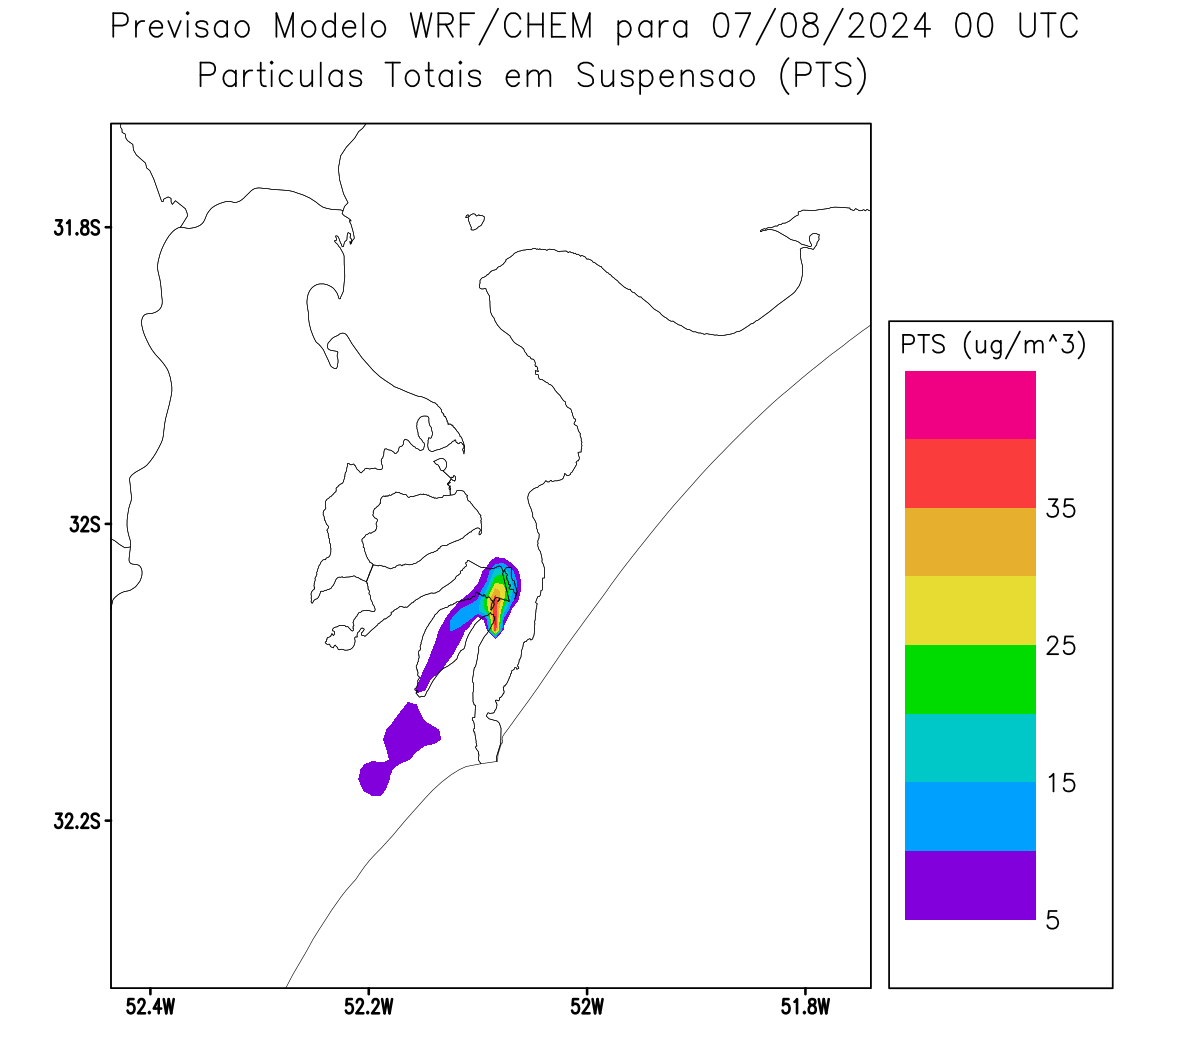 Previsao Modelo WRF/CHEM para 07/08/2024 00 UTC
Particulas Totais em Suspensao (PTS)
31.8S
32S
32.2S
52.4W
52.2W
52W
51.8W
PTS (ug/m^3)
35
25
15
5